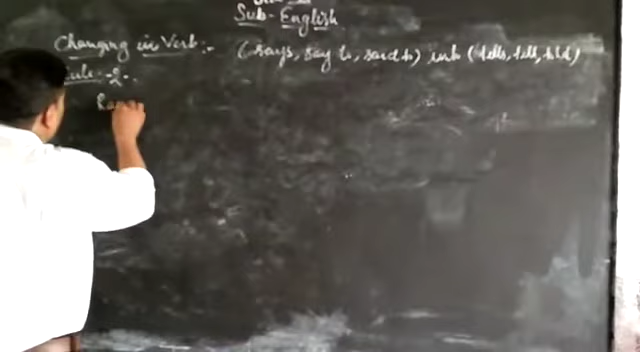 Sub- English
Changing in Verb:- (says, say to, said to) into (tells, tell, told)
Rule:-2.